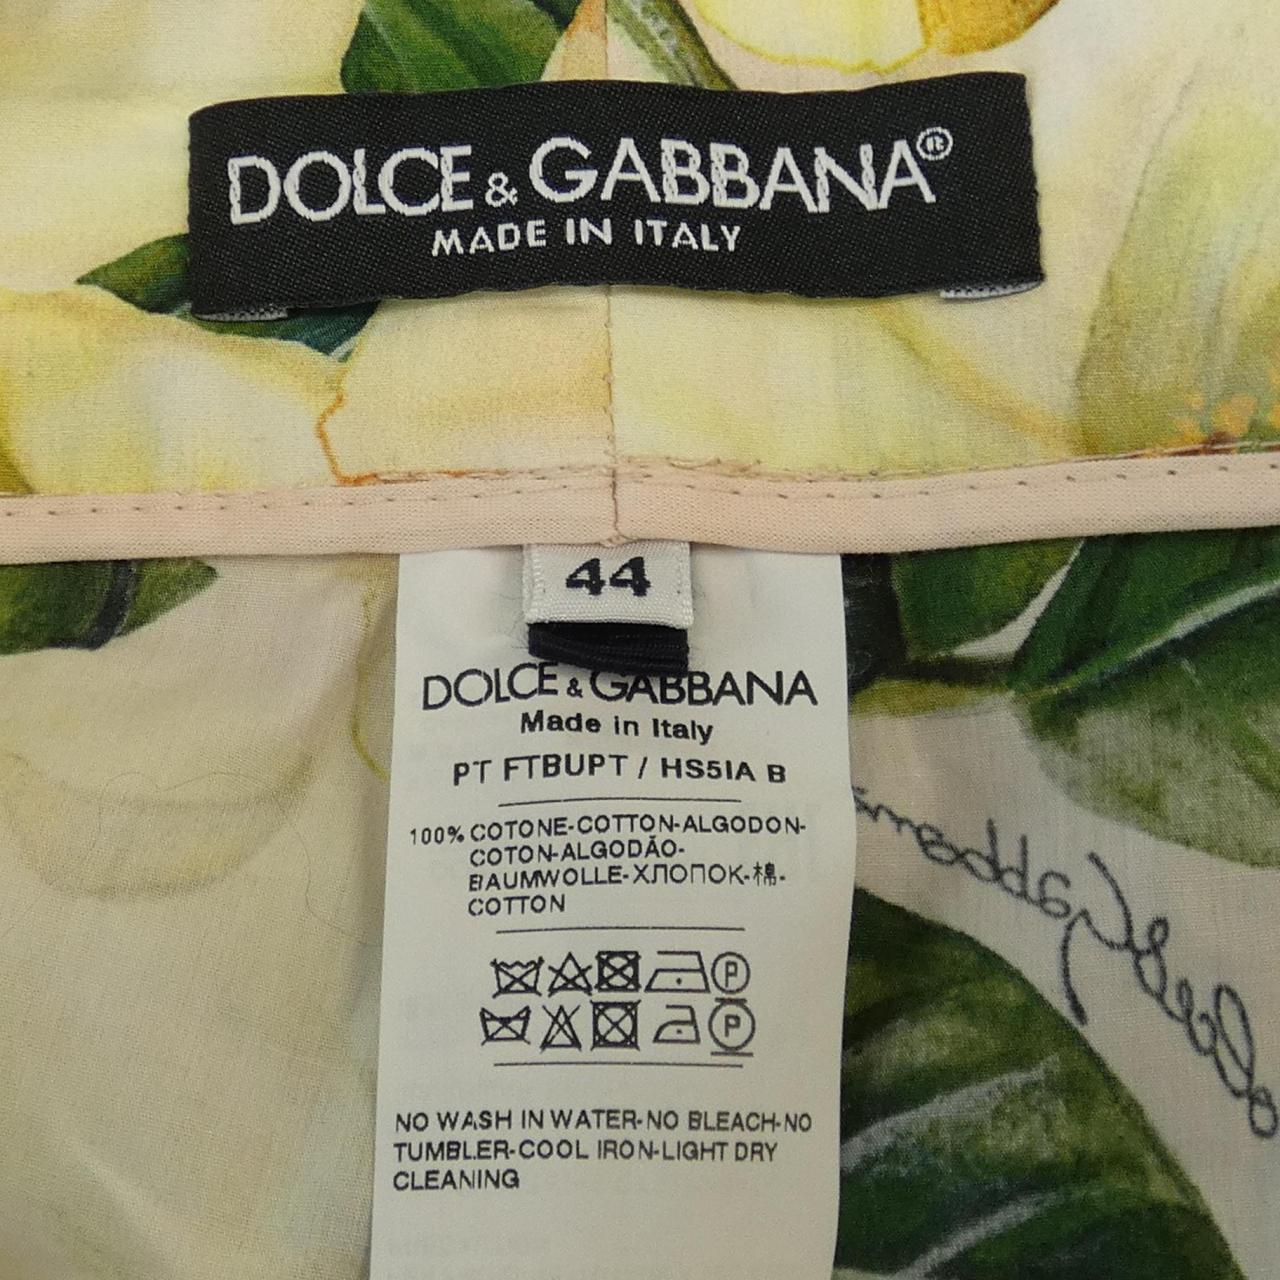 DOLCE & GABBANA®
MADE IN ITALY
44
DOLCE & GABBANA
Made in Italy
PT FTBUPT / HS5IA B
100% COTONE-COTTON-ALGODON-
COTON-ALGODÃO-
BAUMWOLLE-ХЛОПОК-棉-
COTTON
P
P
NO WASH IN WATER-NO BLEACH-NO
TUMBLER-COOL IRON-LIGHT DRY
CLEANING